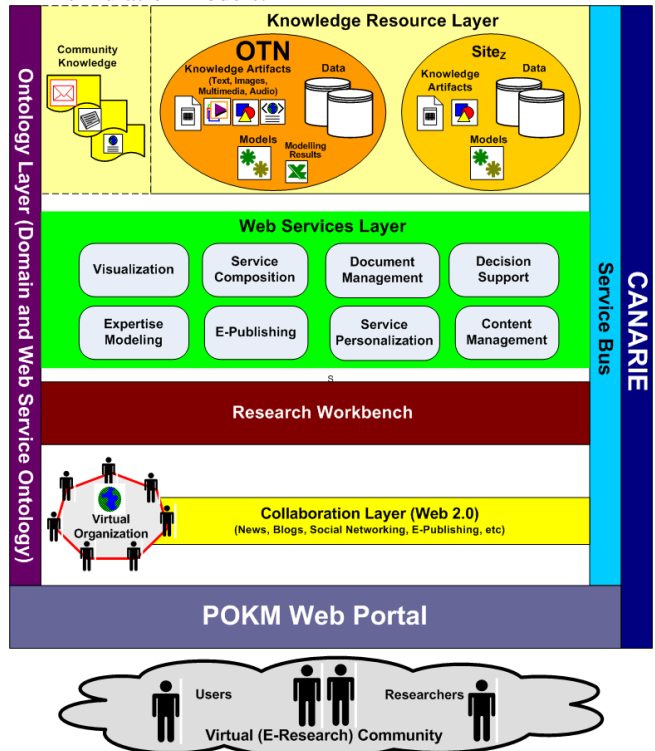 Knowledge Resource Layer
Community
Knowledge
OTN
Knowledge Artifacts
(Text, Images,
Multimedia, Audio)
Data
Models
Modelling
Results
SiteZ
Knowledge
Artifacts
Data
Models
Ontology Layer (Domain and Web Service Ontology)
Web Services Layer
Visualization
Service
Composition
Document
Management
Decision
Support
Expertise
Modeling
E-Publishing
Service
Personalization
Content
Management
Service Bus
CANARIE
s
Research Workbench
Virtual
Organization
Collaboration Layer (Web 2.0)
(News, Blogs, Social Networking, E-Publishing, etc)
POKM Web Portal
Users
Researchers
Virtual (E-Research) Community